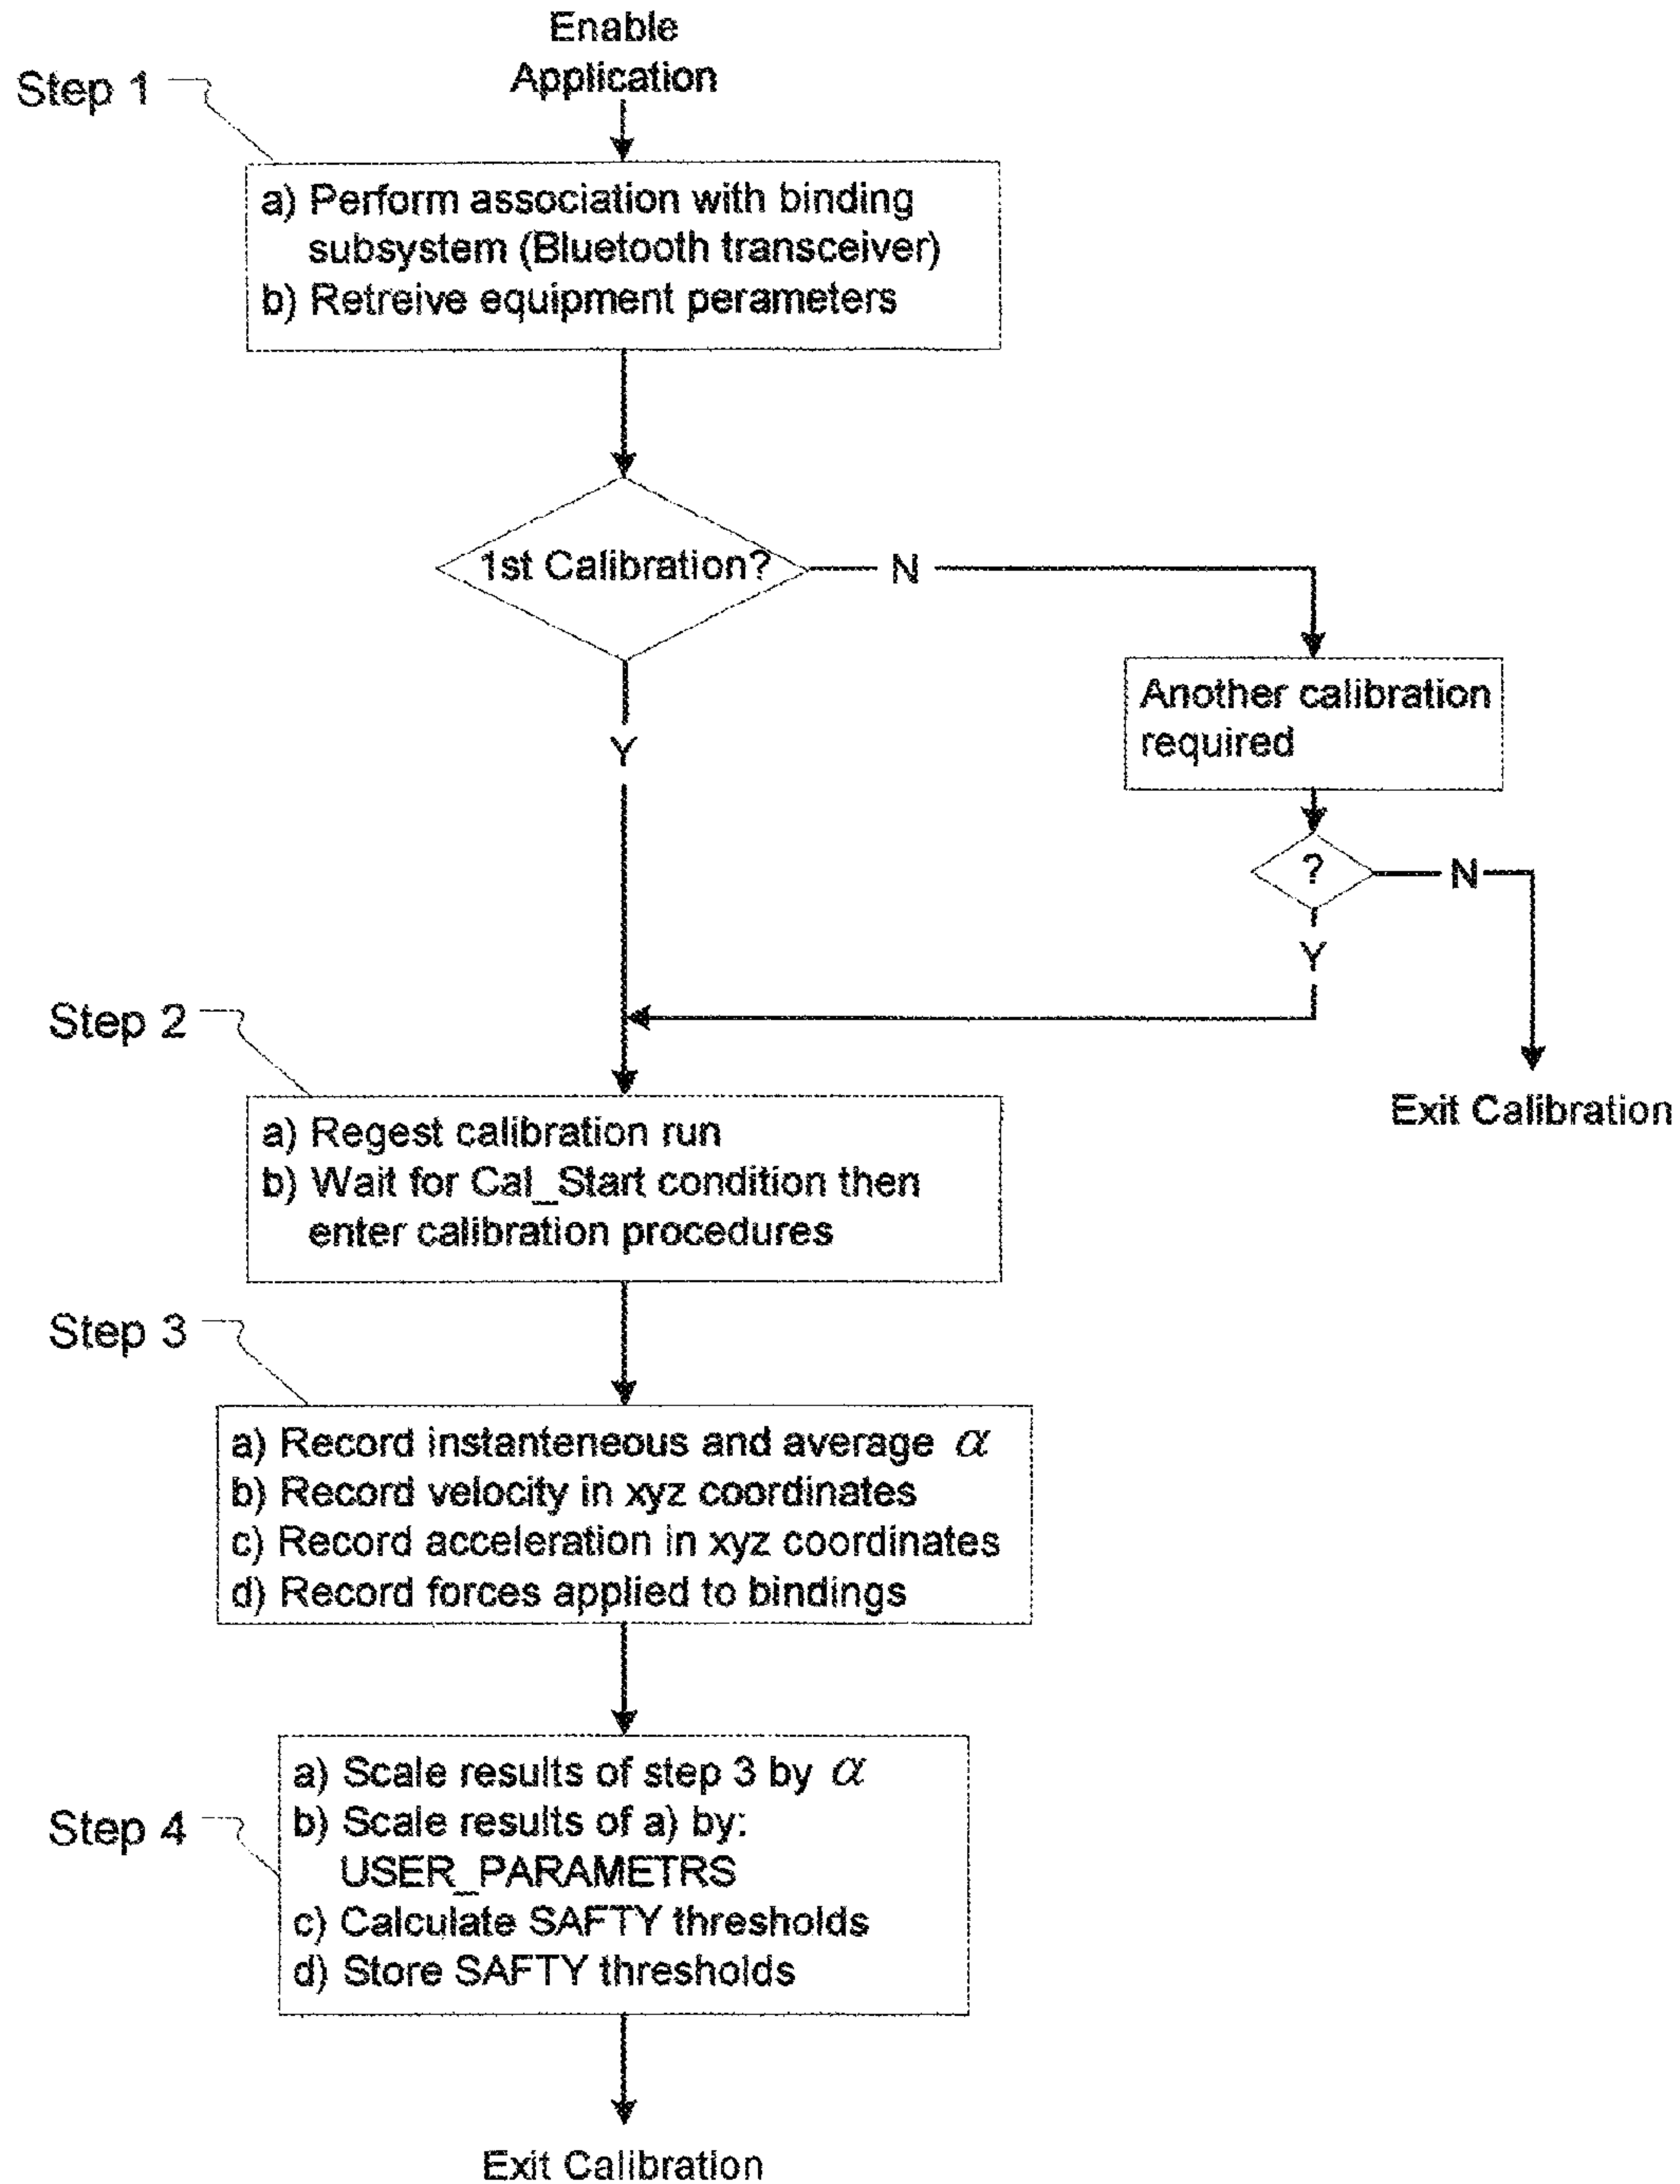 Enable
Application
Step 1
a) Perform association with binding
subsystem (Bluetooth transceiver)
b) Retreive equipment perameters
1st Calibration?
N
Y
Another calibration
required
?
N
Y
Exit Calibration
Step 2
a) Regest calibration run
b) Wait for Cal_Start condition then
enter calibration procedures
Step 3
a) Record instanteneous and average α
b) Record velocity in xyz coordinates
c) Record acceleration in xyz coordinates
d) Record forces applied to bindings
Step 4
a) Scale results of step 3 by α
b) Scale results of a) by:
USER_PARAMETRS
c) Calculate SAFTY thresholds
d) Store SAFTY thresholds
Exit Calibration